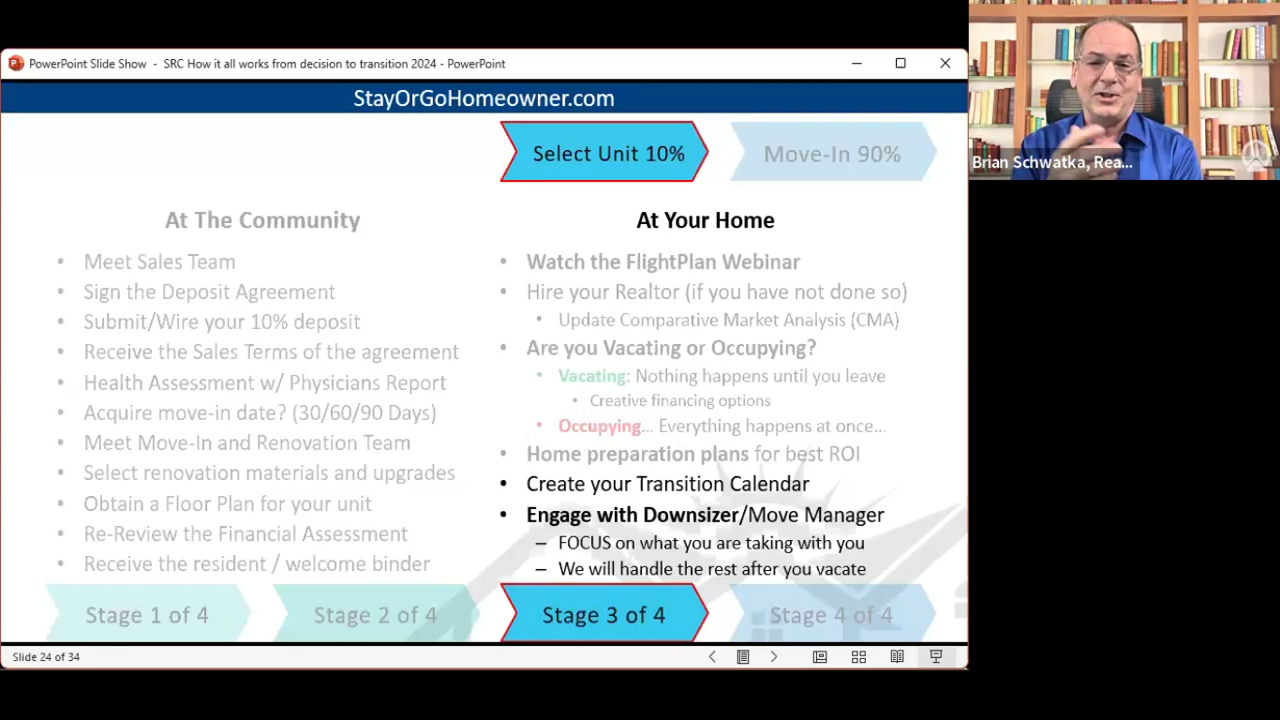 PowerPoint Slide Show - SRC How it all works from decision to transition 2024 - PowerPoint
StayOrGoHomeowner.com
Select Unit 10%
Move-In 90%
Brian Schwatka, Rea...
At The Community
• Meet Sales Team
• Sign the Deposit Agreement
• Submit/Wire your 10% deposit
• Receive the Sales Terms of the agreement
• Health Assessment w/ Physicians Report
• Acquire move-in date? (30/60/90 Days)
• Meet Move-In and Renovation Team
• Select renovation materials and upgrades
• Obtain a Floor Plan for your unit
• Re-Review the Financial Assessment
• Receive the resident / welcome binder
At Your Home
• Watch the FlightPlan Webinar
• Hire your Realtor (if you have not done so)
• Update Comparative Market Analysis (CMA)
• Are you Vacating or Occupying?
• Vacating: Nothing happens until you leave
• Creative financing options
• Occupying... Everything happens at once...
• Home preparation plans for best ROI
• Create your Transition Calendar
• Engage with Downsizer/Move Manager
– FOCUS on what you are taking with you
– We will handle the rest after you vacate
Stage 1 of 4
Stage 2 of 4
Stage 3 of 4
Stage 4 of 4
Slide 24 of 34